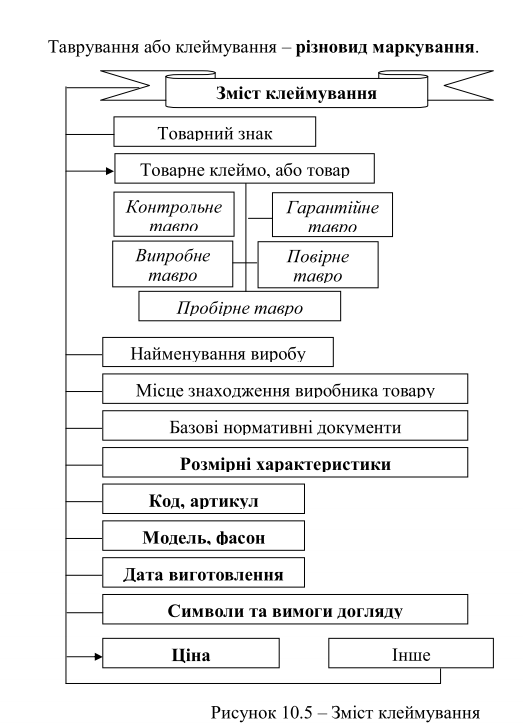 Таврування або клеймування – різновид маркування.
Зміст клеймування
Товарний знак
Товарне клеймо, або товар
Контрольне
тавро
Гарантійне
тавро
Випробне
тавро
Повірне
тавро
Пробірне тавро
Найменування виробу
Місце знаходження виробника товару
Базові нормативні документи
Розмірні характеристики
Код, артикул
Модель, фасон
Дата виготовлення
Символи та вимоги догляду
Ціна
Інше
Рисунок 10.5 – Зміст клеймування